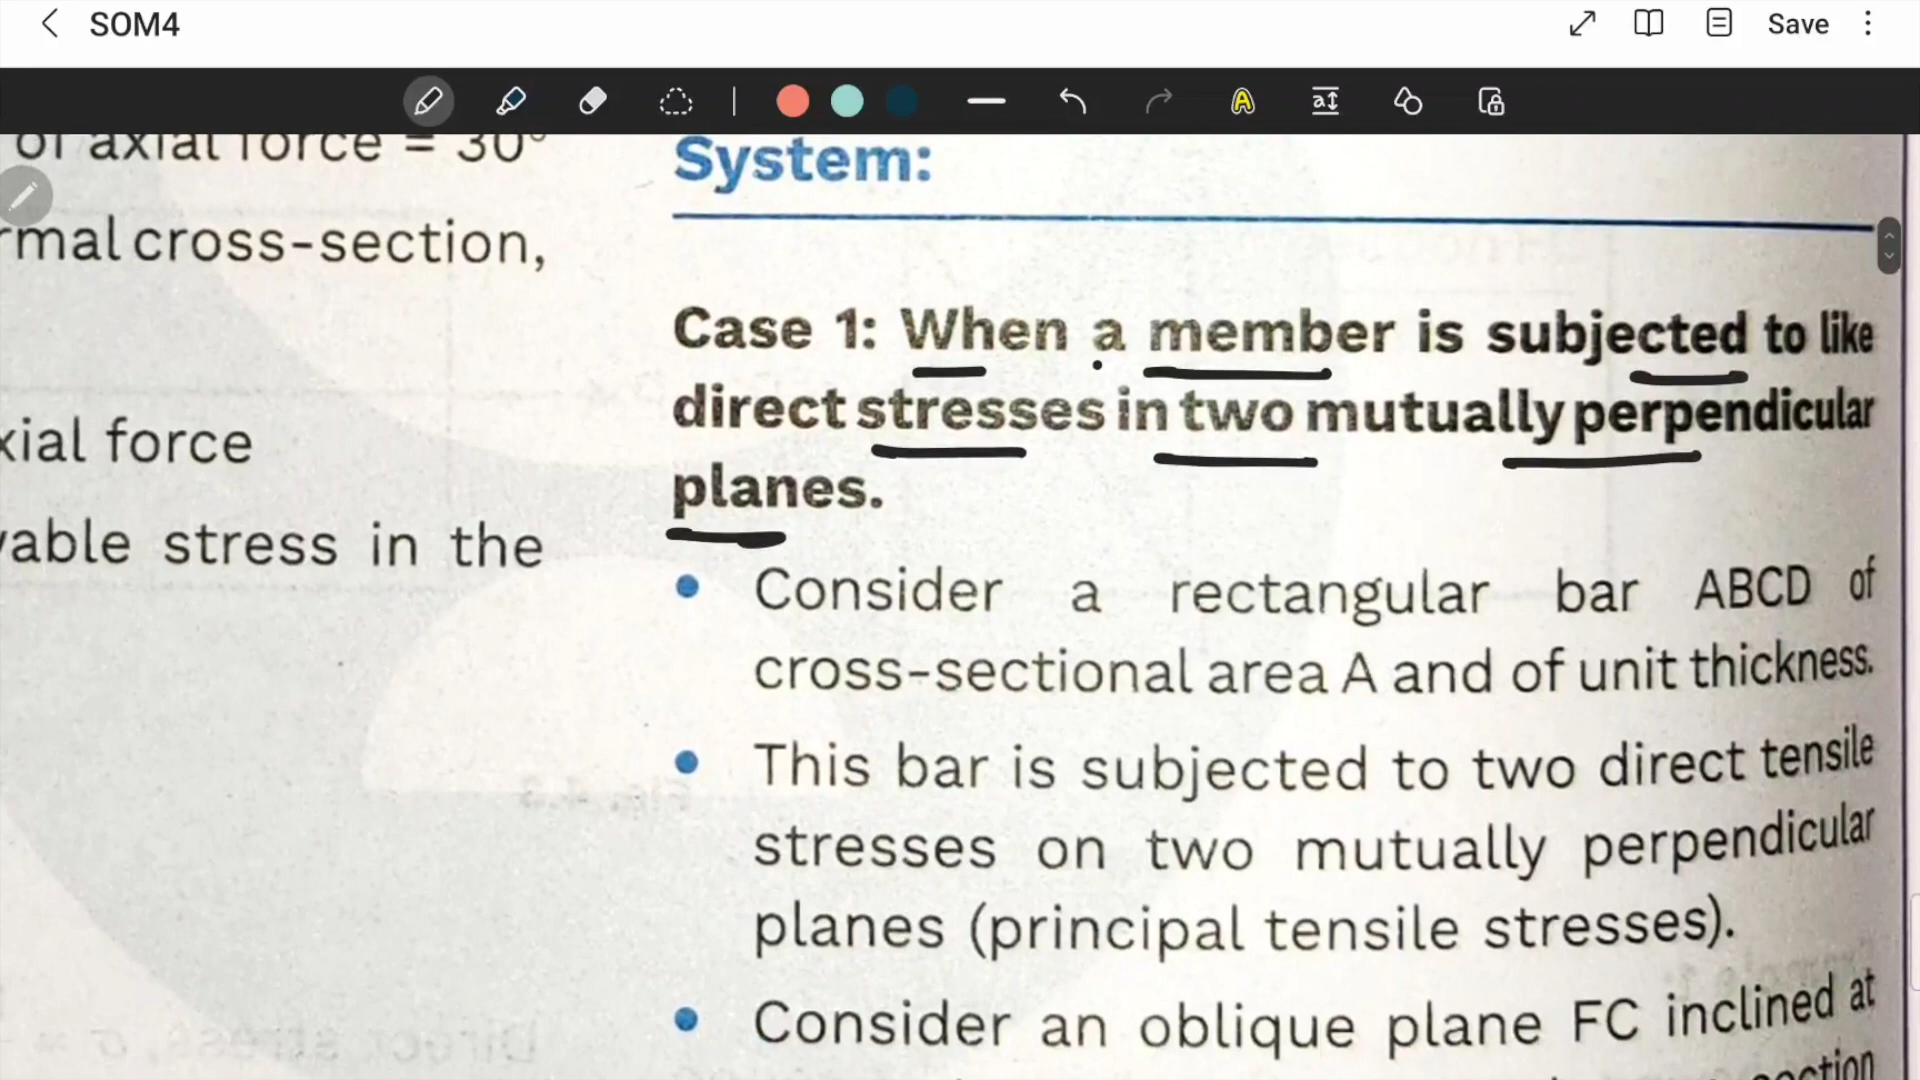 SOM4
Save
of axial force = 30°
rmal cross-section,
xial force
vable stress in the
System:
Case 1: When a member is subjected to like
direct stresses in two mutually perpendicular
planes.
• Consider a rectangular bar ABCD of
cross-sectional area A and of unit thickness.
• This bar is subjected to two direct tensile
stresses on two mutually perpendicular
planes (principal tensile stresses).
• Consider an oblique plane FC inclined at
section